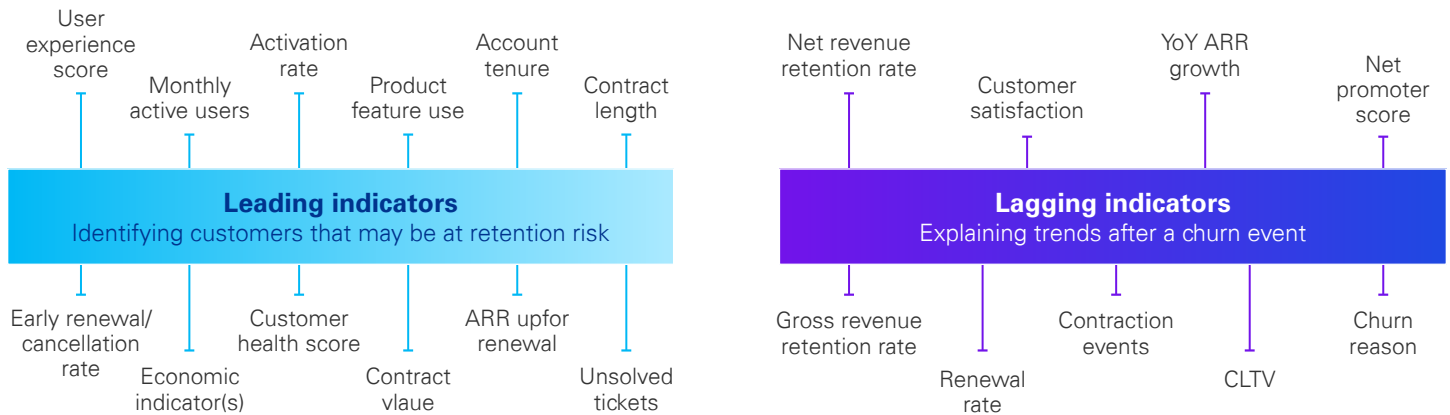 User
experience
score
Monthly
active users
Activation
rate
Product
feature use
Account
tenure
Contract
length
Leading indicators
Identifying customers that may be at retention risk
Early renewal/
cancellation
rate
Economic
indicator(s)
Customer
health score
Contract
vlaue
ARR upfor
renewal
Unsolved
tickets
Net revenue
retention rate
Customer
satisfaction
YoY ARR
growth
Net
promoter
score
Lagging indicators
Explaining trends after a churn event
Gross revenue
retention rate
Renewal
rate
Contraction
events
CLTV
Churn
reason